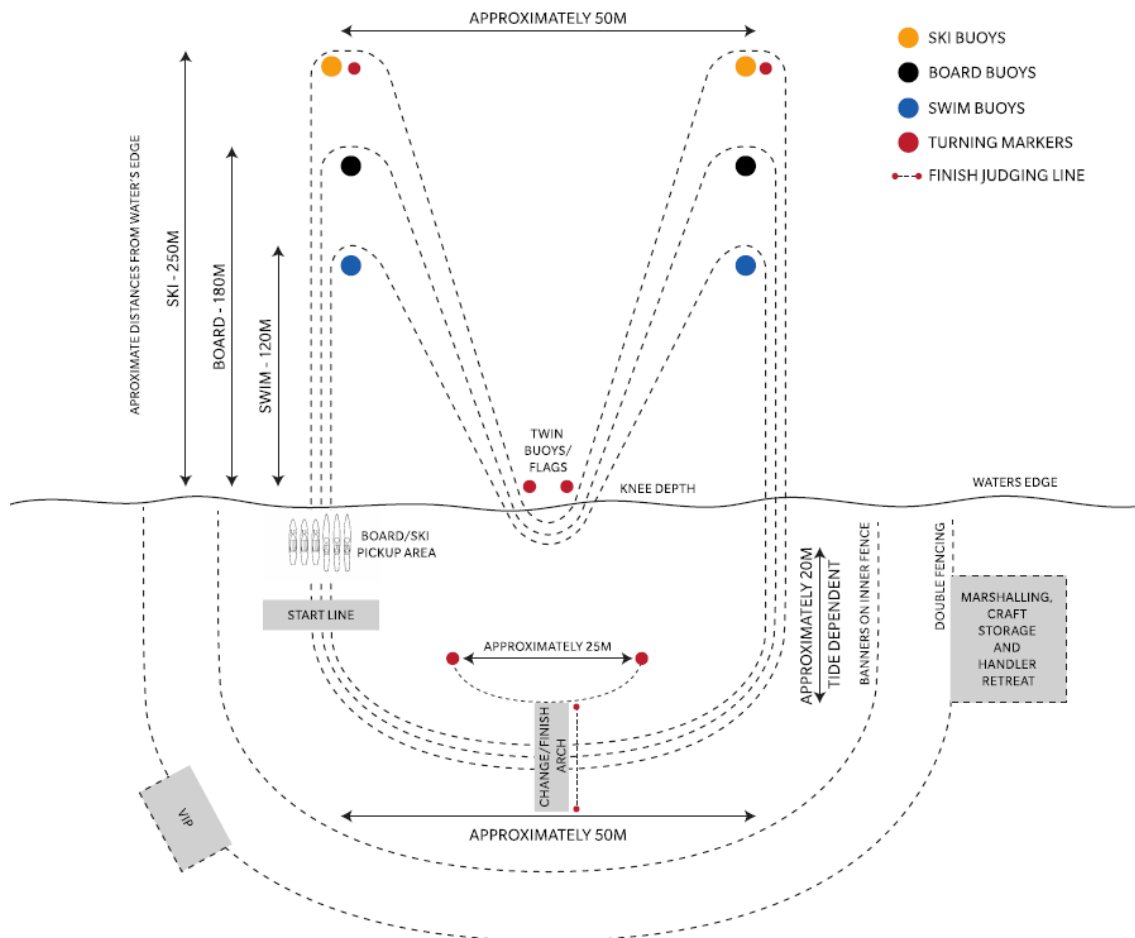 APPROXIMATELY 50M
SKI BUOYS
BOARD BUOYS
SWIM BUOYS
TURNING MARKERS
FINISH JUDGING LINE
APROXIMATE DISTANCES FROM WATER'S EDGE
SKI - 250M
BOARD - 180M
SWIM - 120M
TWIN
BUOYS/
FLAGS
KNEE DEPTH
WATERS EDGE
BOARD/SKI
PICKUP AREA
START LINE
APPROXIMATELY 25M
APPROXIMATELY 20M
TIDE DEPENDENT
BANNERS ON INNER FENCE
DOUBLE FENCING
MARSHALLING,
CRAFT
STORAGE
AND
HANDLER
RETREAT
CHANGE/FINISH
ARCH
VIP
APPROXIMATELY 50M